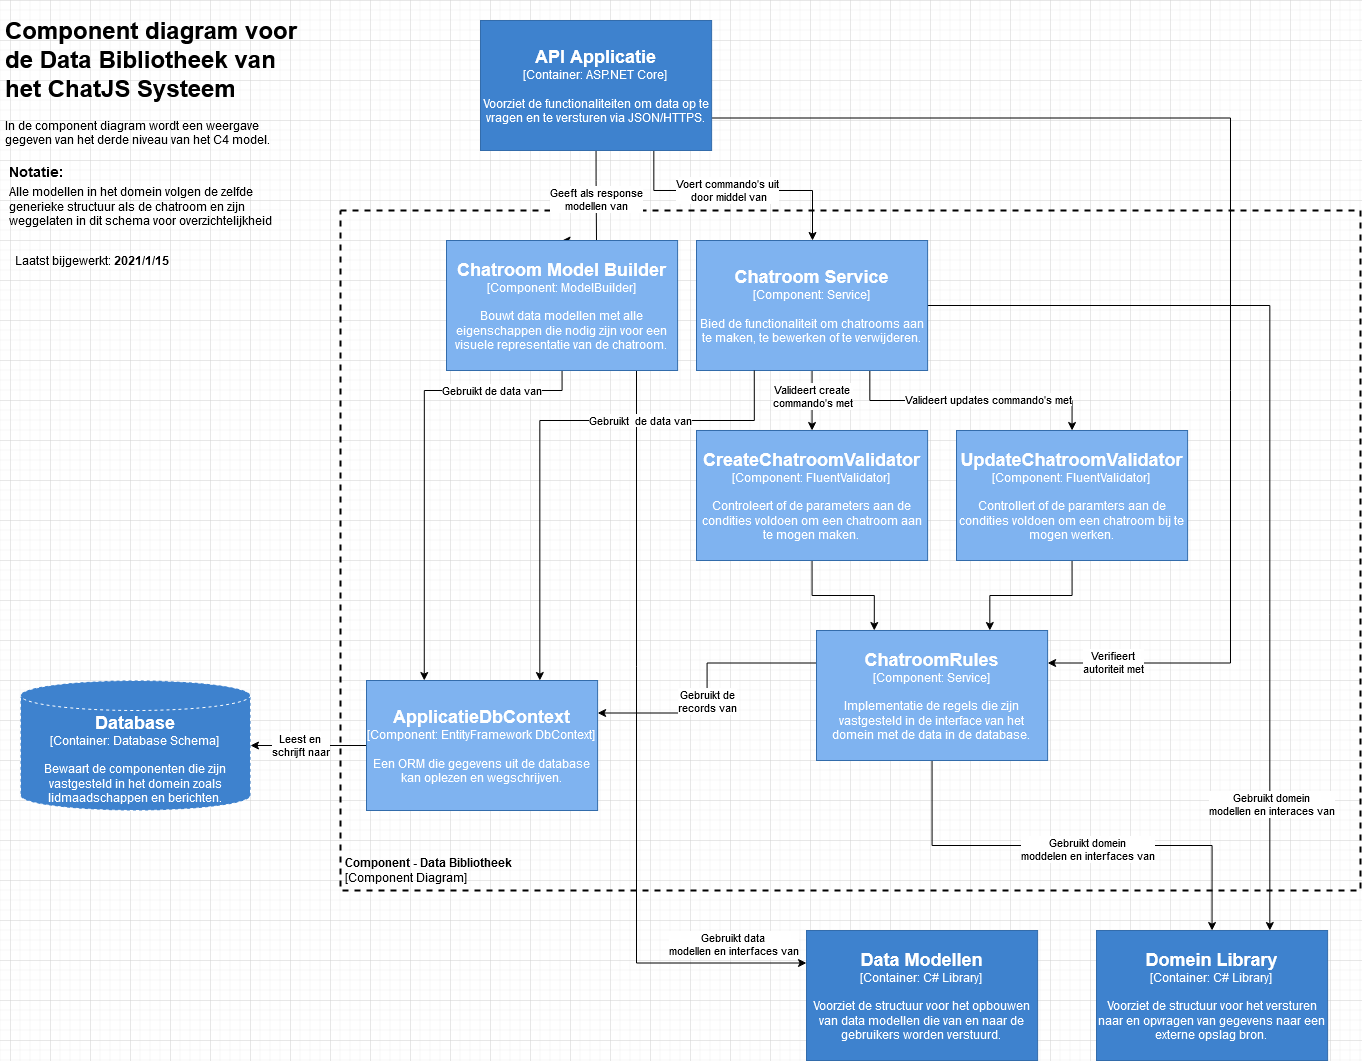 Component diagram voor
de Data Bibliotheek van
het ChatJS Systeem
In de component diagram wordt een weergave
gegeven van het derde niveau van het C4 model.
Notatie:
Alle modellen in het domein volgen de zelfde
generieke structuur als de chatroom en zijn
weggelaten in dit schema voor overzichtelijkheid
Laatst bijgewerkt: 2021/1/15
API Applicatie
[Container: ASP.NET Core]
Voorziet de functionaliteiten om data op te
vragen en te versturen via JSON/HTTPS.
Geeft als response
modellen van
Voert commando's uit
door middel van
Chatroom Model Builder
[Component: ModelBuilder]
Bouwt data modellen met alle
eigenschappen die nodig zijn voor een
visuele representatie van de chatroom.
Chatroom Service
[Component: Service]
Bied de functionaliteit om chatrooms aan
te maken, te bewerken of te verwijderen.
Gebruikt de data van
Gebruikt  de data van
Valideert create
commando's met
Valideert updates commando's met
CreateChatroomValidator
[Component: FluentValidator]
Controleert of de parameters aan de
condities voldoen om een chatroom aan
te mogen maken.
UpdateChatroomValidator
[Component: FluentValidator]
Controllert of de paramters aan de
condities voldoen om een chatroom bij te
mogen werken.
ChatroomRules
[Component: Service]
Implementatie de regels die zijn
vastgesteld in de interface van het
domein met de data in de database.
Verifieert
autoriteit met
Gebruikt de
records van
Database
[Container: Database Schema]
Bewaart de componenten die zijn
vastgesteld in het domein zoals
lidmaadschappen en berichten.
Leest en
schrijft naar
ApplicatieDbContext
[Component: EntityFramework DbContext]
Een ORM die gegevens uit de database
kan oplezen en wegschrijven.
Gebruikt domein
modellen en interaces van
Gebruikt domein
moddelen en interfaces van
Component - Data Bibliotheek
[Component Diagram]
Gebruikt data
modellen en interfaces van
Data Modellen
[Container: C# Library]
Voorziet de structuur voor het opbouwen
van data modellen die van en naar de
gebruikers worden verstuurd.
Domein Library
[Container: C# Library]
Voorziet de structuur voor het versturen
naar en opvragen van gegevens naar een
externe opslag bron.